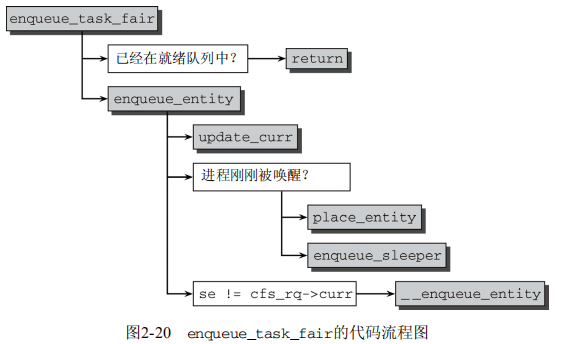 enqueue_task_fair
已经在就绪队列中？
return
enqueue_entity
update_curr
进程刚刚被唤醒？
place_entity
enqueue_sleeper
se != cfs_rq->curr
__enqueue_entity
图2-20 enqueue_task_fair的代码流程图